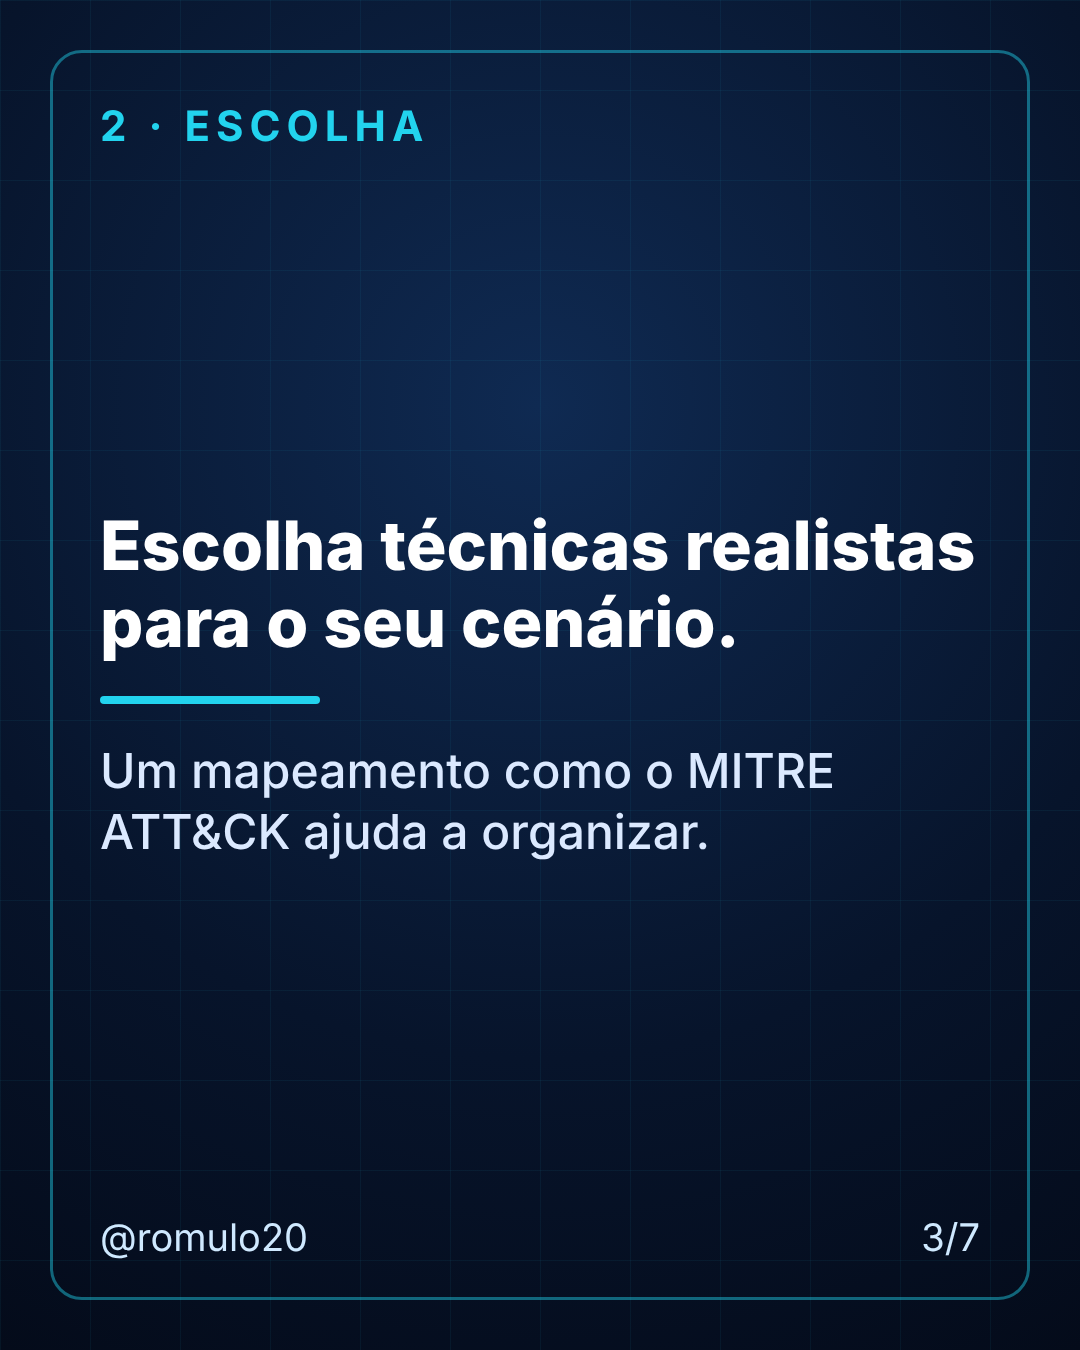 2 · ESCOLHA
Escolha técnicas realistas
para o seu cenário.
Um mapeamento como o MITRE
ATT&CK ajuda a organizar.
@romulo20
3/7